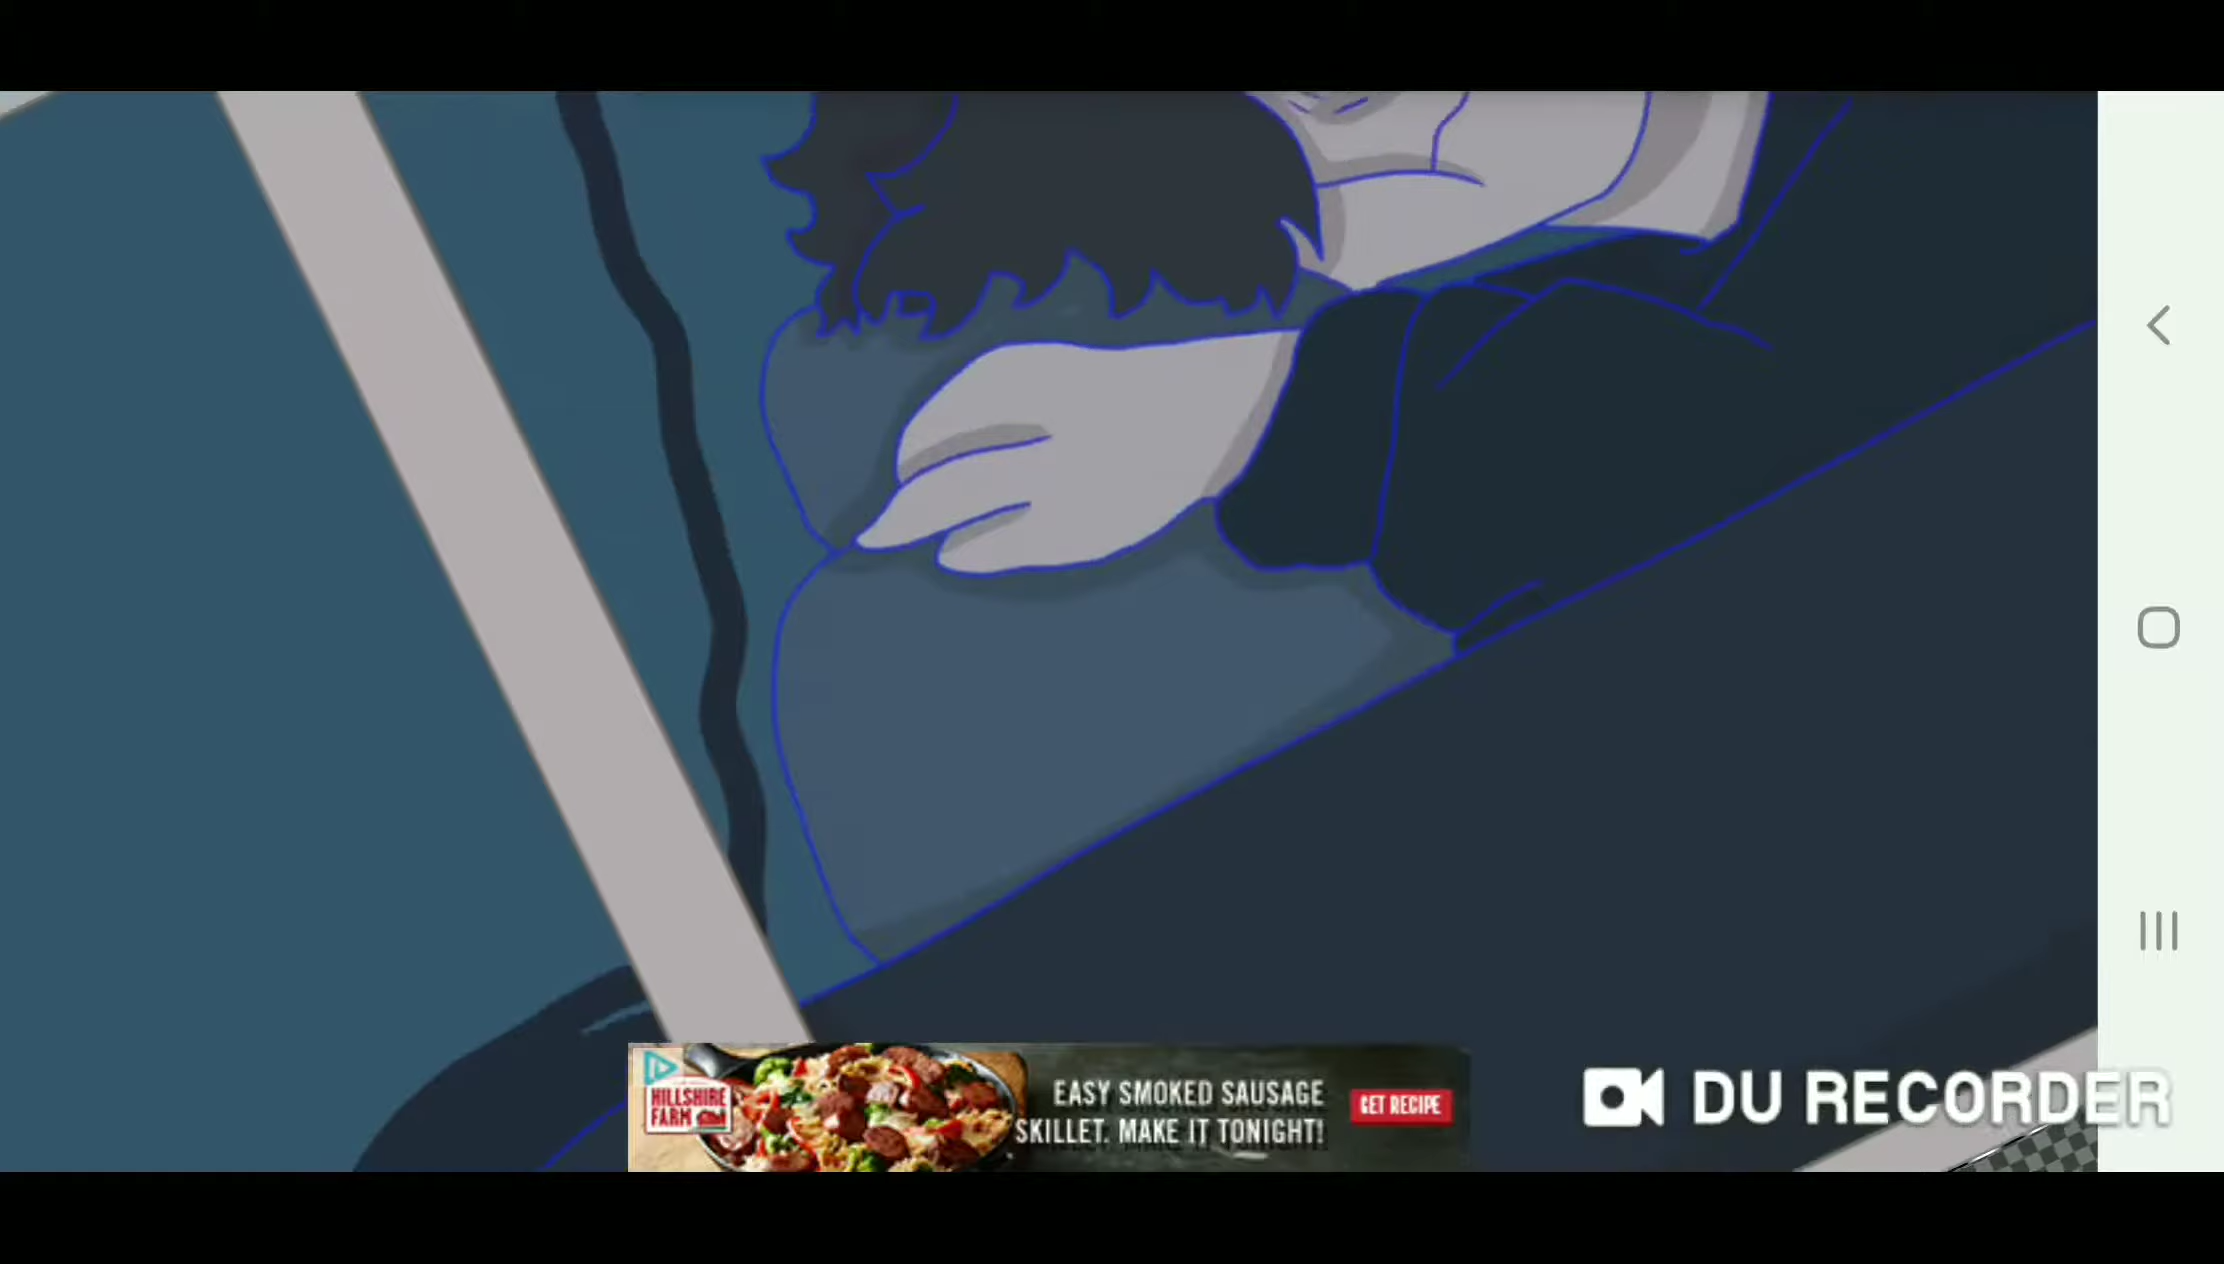 HILLSHIRE
FARM
EASY SMOKED SAUSAGE
SKILLET. MAKE IT TONIGHT!
GET RECIPE
DU RECORDER